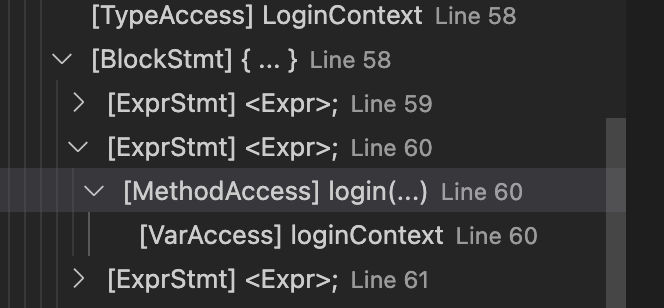 [TypeAccess] LoginContext Line 58
[BlockStmt] { ... } Line 58
[ExprStmt] <Expr>; Line 59
[ExprStmt] <Expr>; Line 60
[MethodAccess] login(...) Line 60
[VarAccess] loginContext Line 60
[ExprStmt] <Expr>; Line 61